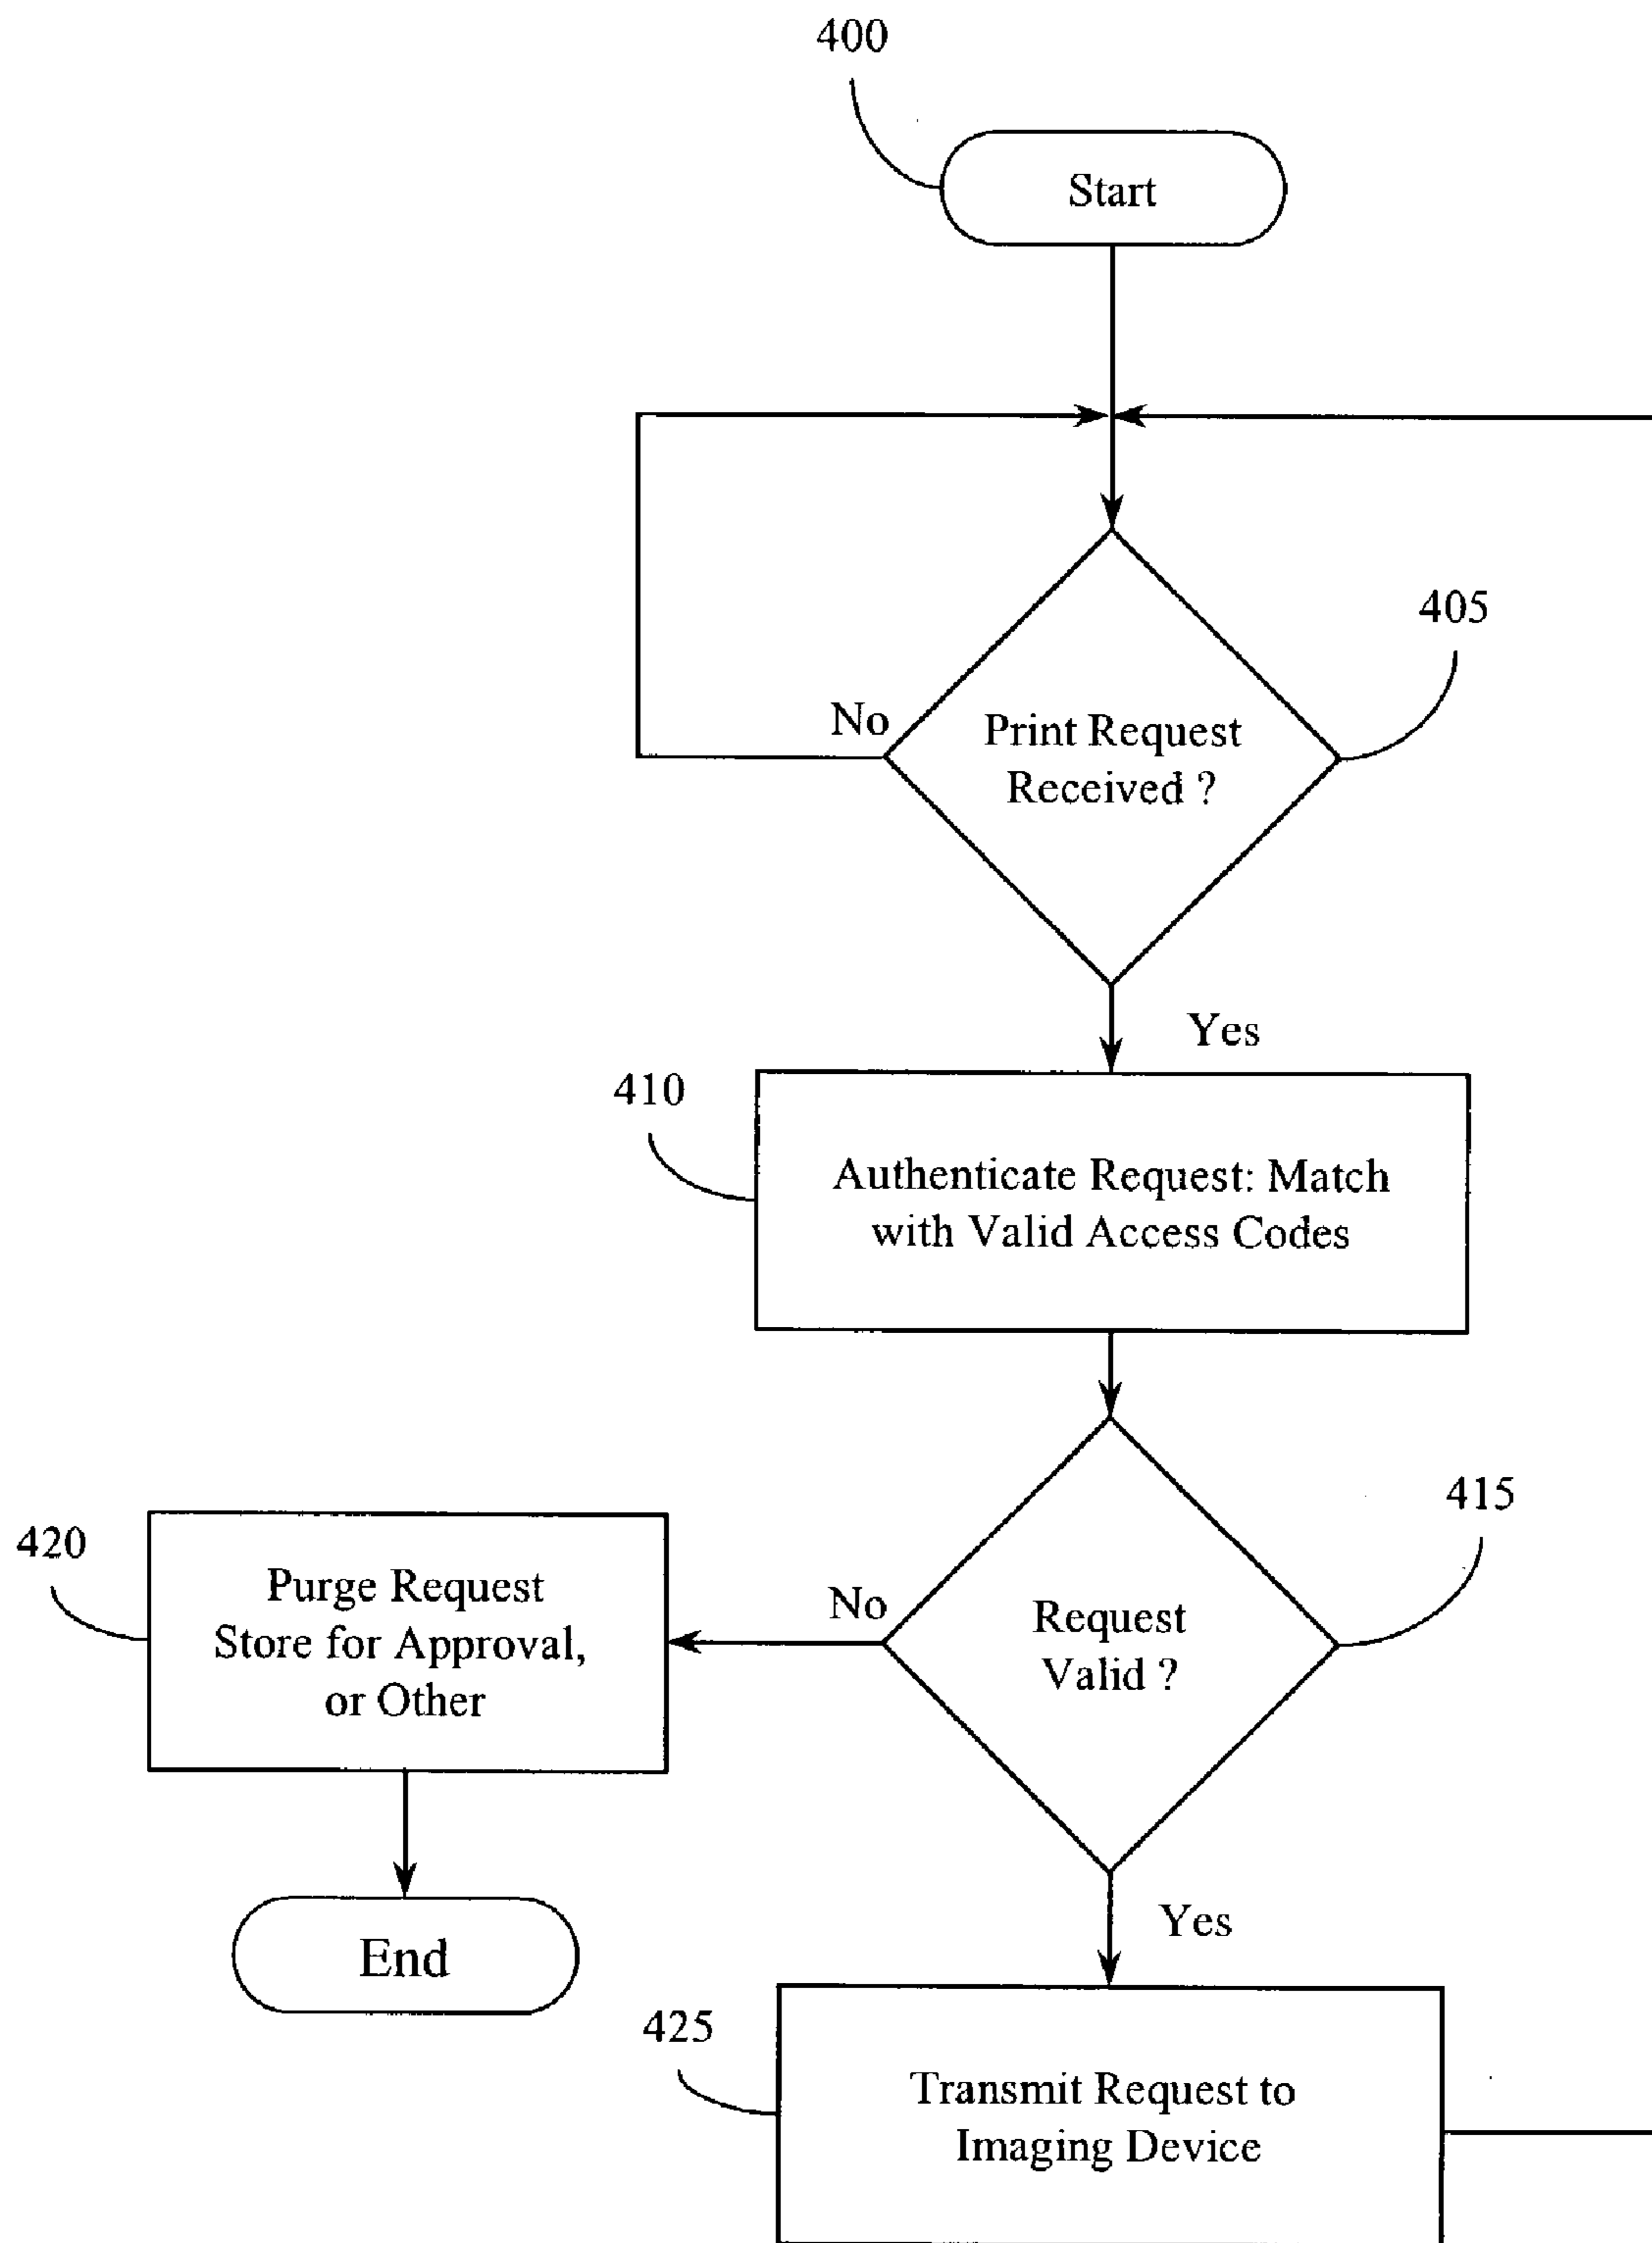 400
Start
405
No
Print Request
Received ?
Yes
410
Authenticate Request: Match
with Valid Access Codes
415
420
Purge Request
Store for Approval,
or Other
No
Request
Valid ?
Yes
End
425
Transmit Request to
Imaging Device